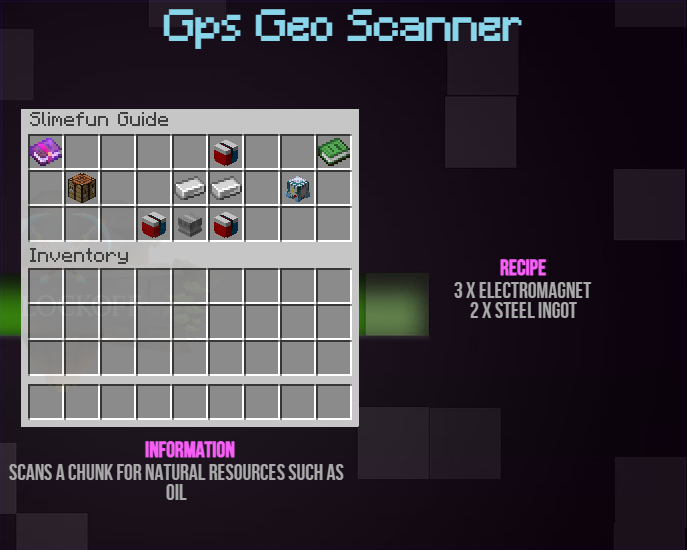 Gps Geo Scanner
Slimefun Guide
Inventory
LOCKOFF
RECIPE
3 X ELECTROMAGNET
2 X STEEL INGOT
INFORMATION
SCANS A CHUNK FOR NATURAL RESOURCES SUCH AS
OIL